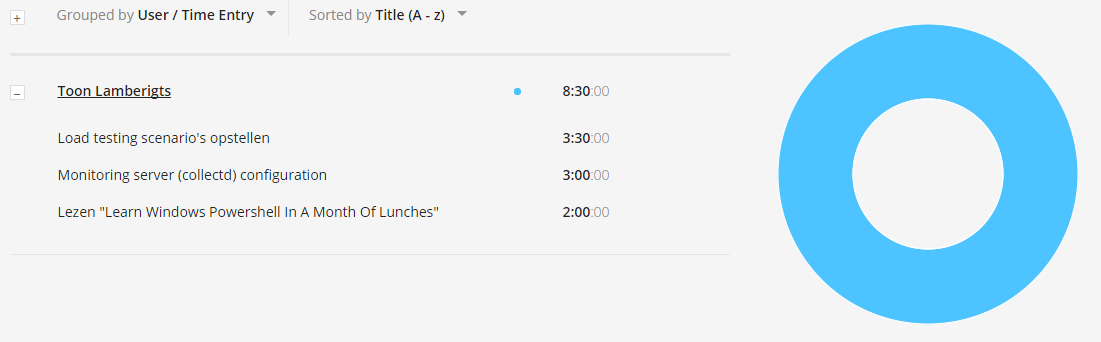 Grouped by User / Time Entry Sorted by Title (A - z)
Toon Lamberigts 8:30:00
Load testing scenario's opstellen 3:30:00
Monitoring server (collectd) configuration 3:00:00
Lezen "Learn Windows Powershell In A Month Of Lunches" 2:00:00